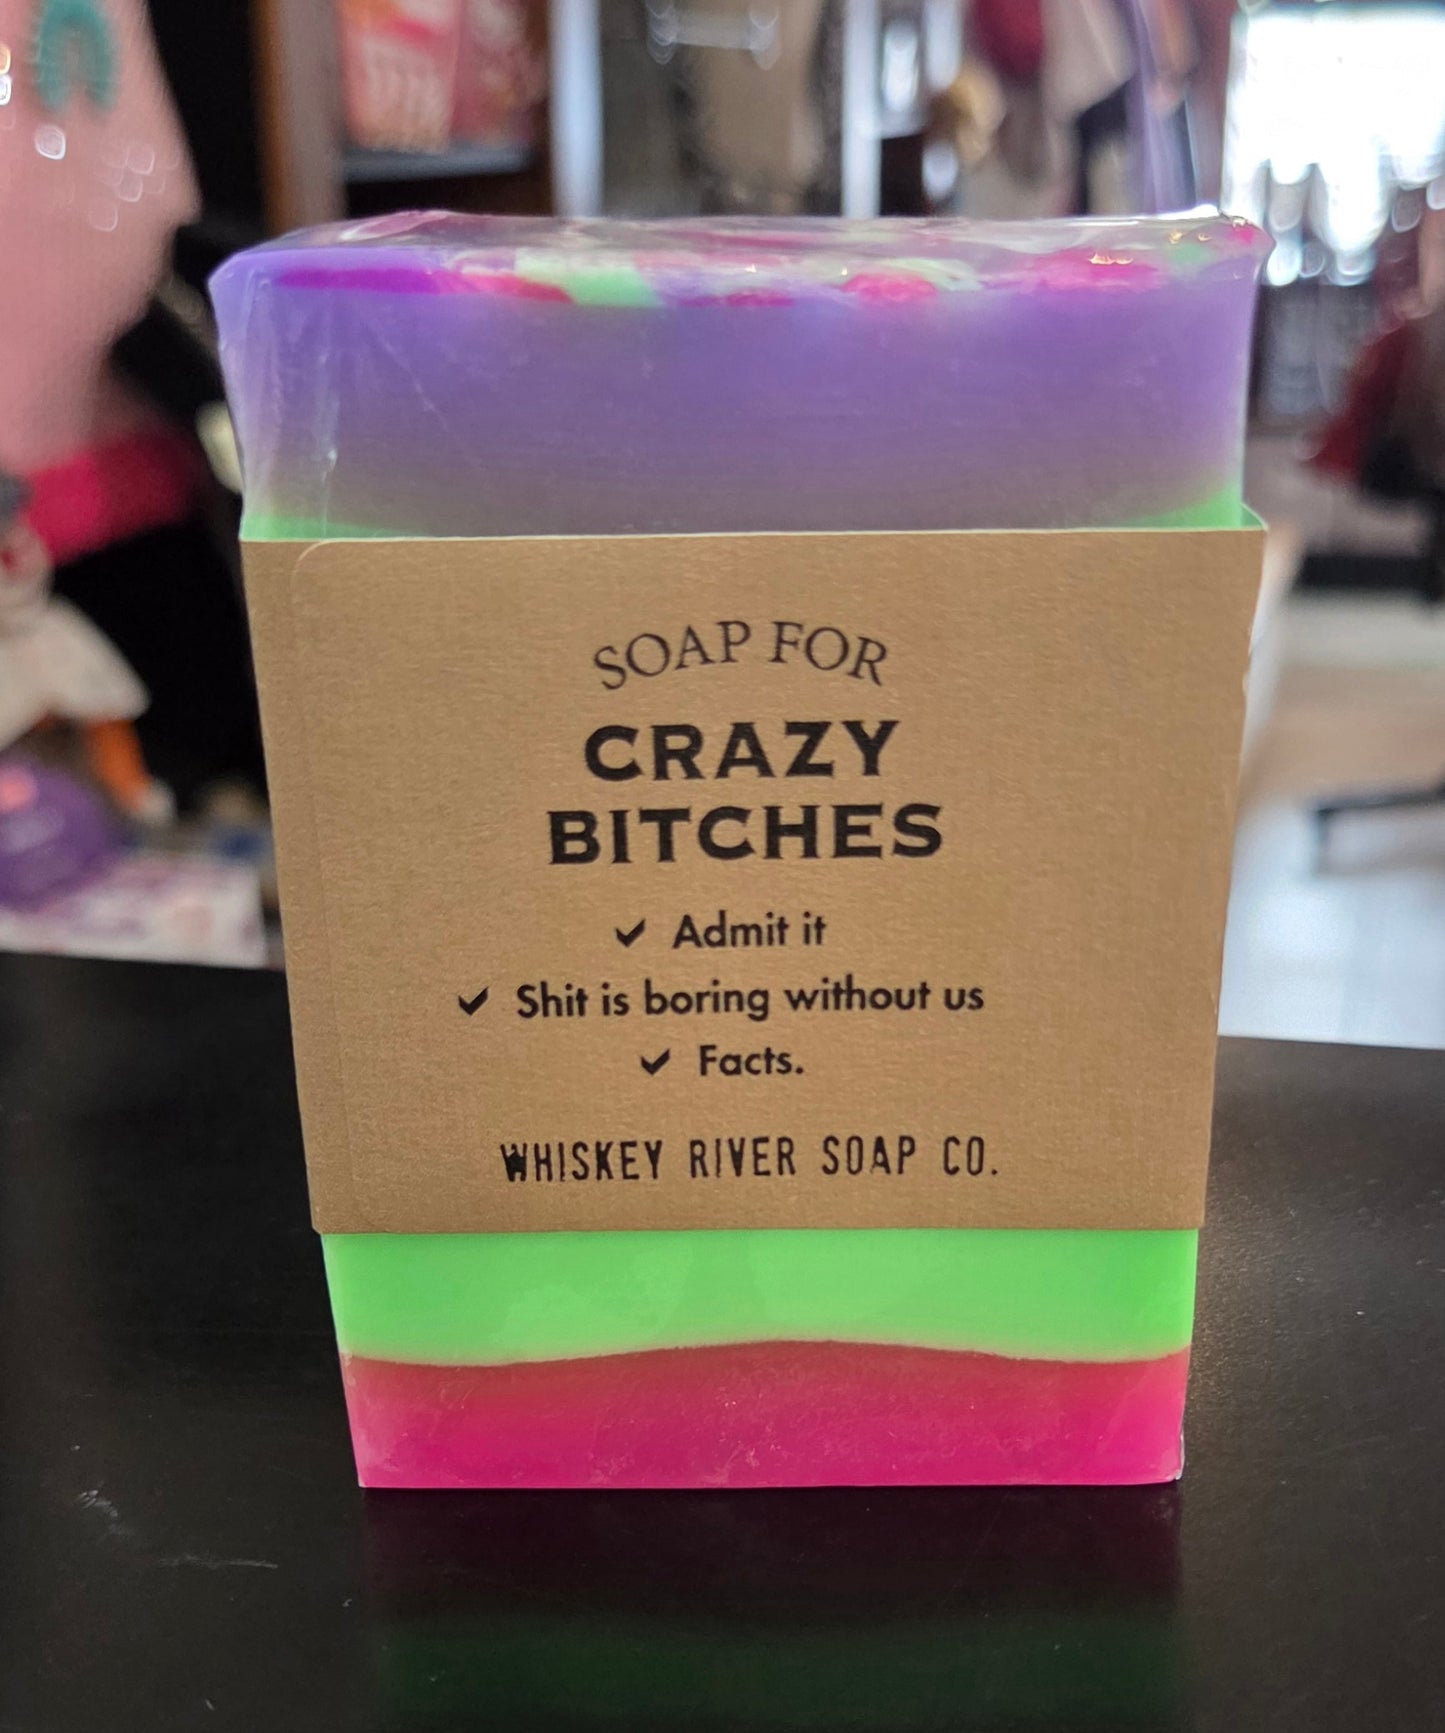 SOAP FOR
CRAZY
BITCHES
✓ Admit it
✓ Shit is boring without us
✓ Facts.
WHISKEY RIVER SOAP CO.